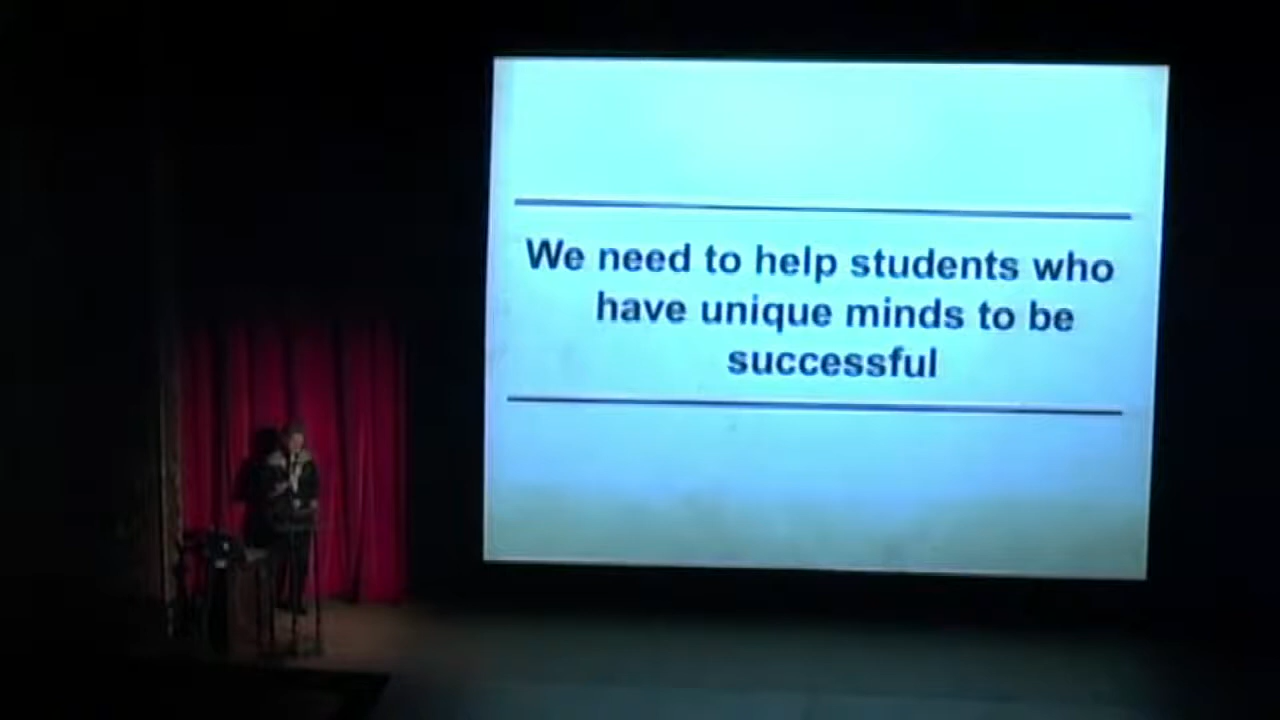 We need to help students who
have unique minds to be
successful